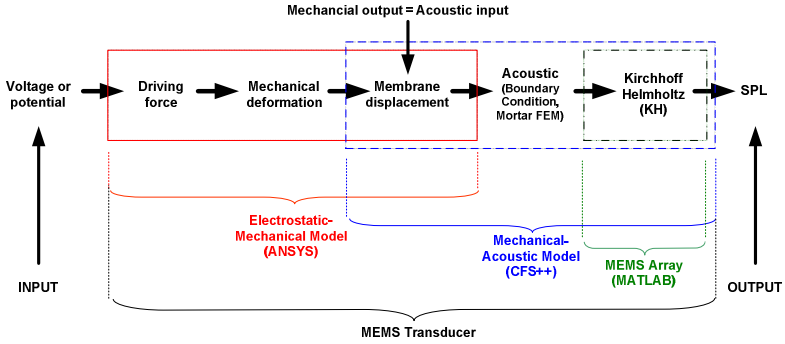 Mechancial output = Acoustic input
Voltage or
potential
Driving
force
Mechanical
deformation
Membrane
displacement
Acoustic
(Boundary
Condition,
Mortar FEM)
Kirchhoff
Helmholtz
(KH)
SPL
Electrostatic-
Mechanical Model
(ANSYS)
Mechanical-
Acoustic Model
(CFS++)
MEMS Array
(MATLAB)
INPUT
OUTPUT
MEMS Transducer